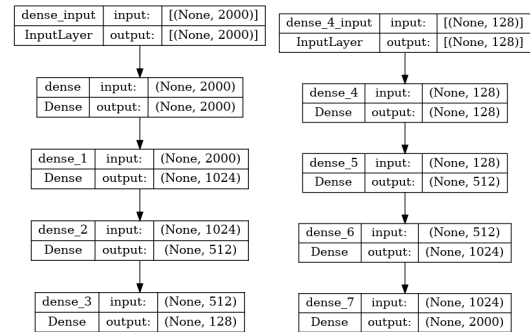 dense_input input: [(None, 2000)]
InputLayer output: [(None, 2000)]
dense input: (None, 2000)
Dense output: (None, 2000)
dense_1 input: (None, 2000)
Dense output: (None, 1024)
dense_2 input: (None, 1024)
Dense output: (None, 512)
dense_3 input: (None, 512)
Dense output: (None, 128)
dense_4_input input: [(None, 128)]
InputLayer output: [(None, 128)]
dense_4 input: (None, 128)
Dense output: (None, 128)
dense_5 input: (None, 128)
Dense output: (None, 512)
dense_6 input: (None, 512)
Dense output: (None, 1024)
dense_7 input: (None, 1024)
Dense output: (None, 2000)